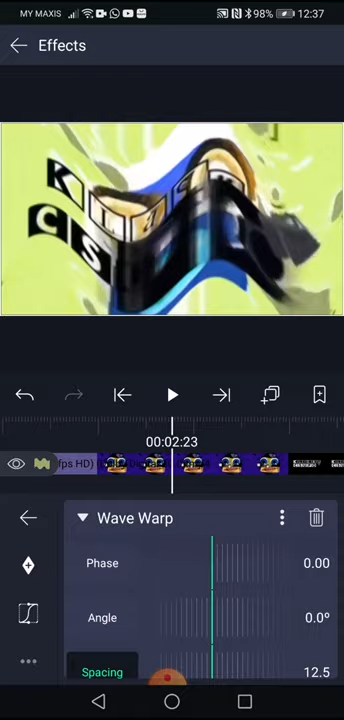 MY MAXIS
98%
12:37
Effects
K L a s k
C S
00:02:23
fps HD)
Wave Warp
Phase
0.00
Angle
0.0º
Spacing
12.5